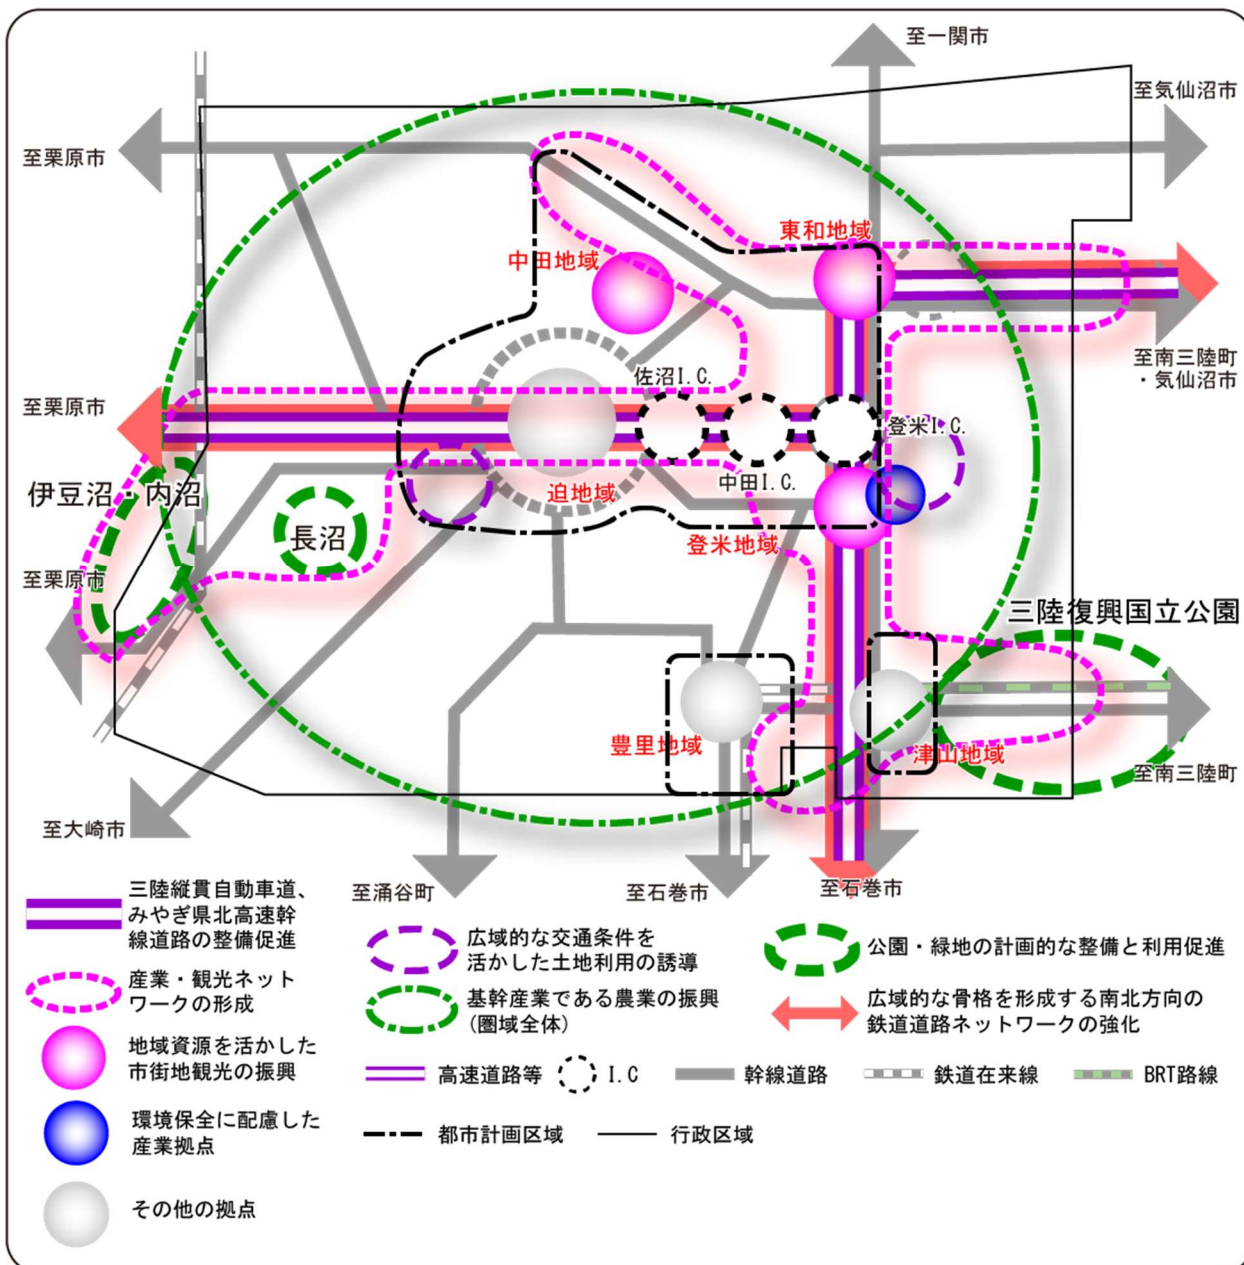 至一関市
至気仙沼市
至栗原市
東和地域
中田地域
至南三陸町
・気仙沼市
佐沼I.C.
至栗原市
登米I.C.
中田I.C.
迫地域
伊豆沼・内沼
長沼
登米地域
至栗原市
三陸復興国立公園
豊里地域
津山地域
至南三陸町
至大崎市
至涌谷町
至石巻市
至石巻市
三陸縦貫自動車道、
みやぎ県北高速幹
線道路の整備促進
広域的な交通条件を
活かした土地利用の誘導
公園・緑地の計画的な整備と利用促進
産業・観光ネット
ワークの形成
基幹産業である農業の振興
(圏域全体)
広域的な骨格を形成する南北方向の
鉄道道路ネットワークの強化
地域資源を活かした
市街地観光の振興
高速道路等
I.C
幹線道路
鉄道在来線
BRT路線
環境保全に配慮した
産業拠点
都市計画区域
行政区域
その他の拠点